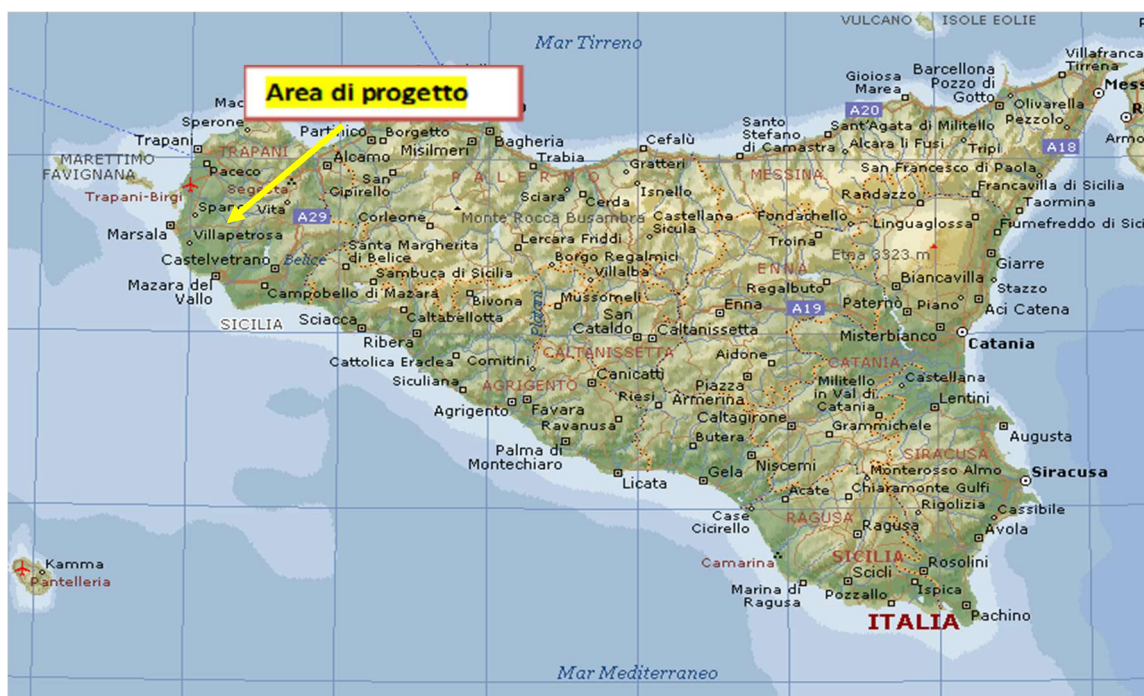 VULCANO
ISOLE EOLIE
Mar Tirreno
Area di progetto
Villafranca
Tirrena
Barcellona
Pozzo di
Gotto
Gioiosa
Marea
Mess
Olivarella
Pezzolo
A20
Sperone
Trapani
Partinico
Borgetto
Misilmeri
Bagheria
Cefalù
Santo
Stefano
di Camastra
Sant'Agata di Militello
Alcara li Fusi
Tripi
A18
Armo
MARETTIMO
FAVIGNANA
TRAPANI
Paceco
Alcamo
San
Cipirello
Trabia
Gratteri
San Francesco di Paola
PALERMO
MESSINA
Trapani-Birgi
Segesta
Sciara
Cerda
Isnello
Randazzo
Francavilla di Sicilia
Taormina
Vita
A29
Corleone
Monte Rocca Busambra
Castellana
Sicula
Fondachello
Linguaglossa
Fiumefreddo di Sici
Marsala
Villapetrosa
Santa Margherita
di Belice
Lercara Friddi
Borgo Regalmici
Villalba
Troina
Etna 3323 m
Giarre
Castelvetrano
Belice
Sambuca di Sicilia
ENNA
Regalbuto
Biancavilla
Stazzo
Mazara del
Vallo
Campobello di Mazara
Bivona
Mussomeli
Enna
A19
Paternò
Piano
Aci Catena
SICILIA
Sciacca
Caltabellotta
Platani
San
Cataldo
Caltanissetta
Misterbianco
Catania
Ribera
Cattolica Eraclea
Comitini
CALTANISSETTA
Aidone
CATANIA
Siculiana
AGRIGENTO
Canicattì
Piazza
Armerina
Militello
in Val di
Catania
Castellana
Lentini
Agrigento
Favara
Ravanusa
Riesi
Caltagirone
Grammichele
Augusta
Palma di
Montechiaro
Butera
Niscemi
SIRACUSA
Monterosso Almo
Siracusa
Licata
Gela
Acate
Chiaramonte Gulfi
Case
Cicirello
RAGUSA
Rigolizia
Cassibile
Ragusa
Avola
Camarina
SICILIA
Rosolini
Kamma
Pantelleria
Marina di
Ragusa
Scicli
Pozzallo
Ispica
Pachino
ITALIA
Mar Mediterraneo